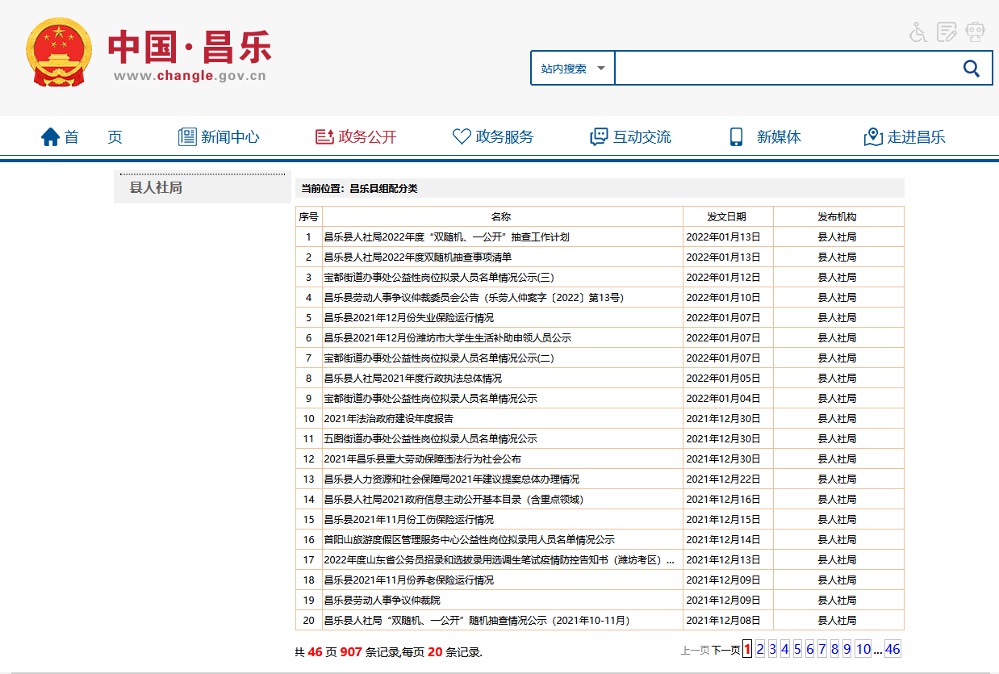 中国·昌乐
www.changle.gov.cn
站内搜索
首 页 新闻中心 政务公开 政务服务 互动交流 新媒体 走进昌乐
县人社局
当前位置：昌乐县组配分类
序号 名称 发文日期 发布机构
1 昌乐县人社局2022年度“双随机、一公开”抽查工作计划 2022年01月13日 县人社局
2 昌乐县人社局2022年度双随机抽查事项清单 2022年01月13日 县人社局
3 宝都街道办事处公益性岗位拟录人员名单情况公示(三) 2022年01月12日 县人社局
4 昌乐县劳动人事争议仲裁委员会公告（乐劳人仲案字〔2022〕第13号） 2022年01月10日 县人社局
5 昌乐县2021年12月份失业保险运行情况 2022年01月07日 县人社局
6 昌乐县2021年12月份潍坊市大学生生活补助申领人员公示 2022年01月07日 县人社局
7 宝都街道办事处公益性岗位拟录人员名单情况公示(二) 2022年01月07日 县人社局
8 昌乐县人社局2021年度行政执法总体情况 2022年01月05日 县人社局
9 宝都街道办事处公益性岗位拟录人员名单情况公示 2022年01月04日 县人社局
10 2021年法治政府建设年度报告 2021年12月30日 县人社局
11 五图街道办事处公益性岗位拟录人员名单情况公示 2021年12月30日 县人社局
12 2021年昌乐县重大劳动保障违法行为社会公布 2021年12月30日 县人社局
13 昌乐县人力资源和社会保障局2021年建议提案总体办理情况 2021年12月22日 县人社局
14 昌乐县人社局2021政府信息主动公开基本目录（含重点领域） 2021年12月16日 县人社局
15 昌乐县2021年11月份工伤保险运行情况 2021年12月15日 县人社局
16 首阳山旅游度假区管理服务中心公益性岗位拟录用人员名单情况公示 2021年12月14日 县人社局
17 2022年度山东省公务员招录和选拔录用选调生笔试疫情防控告知书（潍坊考区）... 2021年12月13日 县人社局
18 昌乐县2021年11月份养老保险运行情况 2021年12月09日 县人社局
19 昌乐县劳动人事争议仲裁院 2021年12月09日 县人社局
20 昌乐县人社局“双随机、一公开”随机抽查情况公示（2021年10-11月） 2021年12月08日 县人社局
共 46 页 907 条记录,每页 20 条记录. 上一页 下一页 1 2 3 4 5 6 7 8 9 10 ... 46